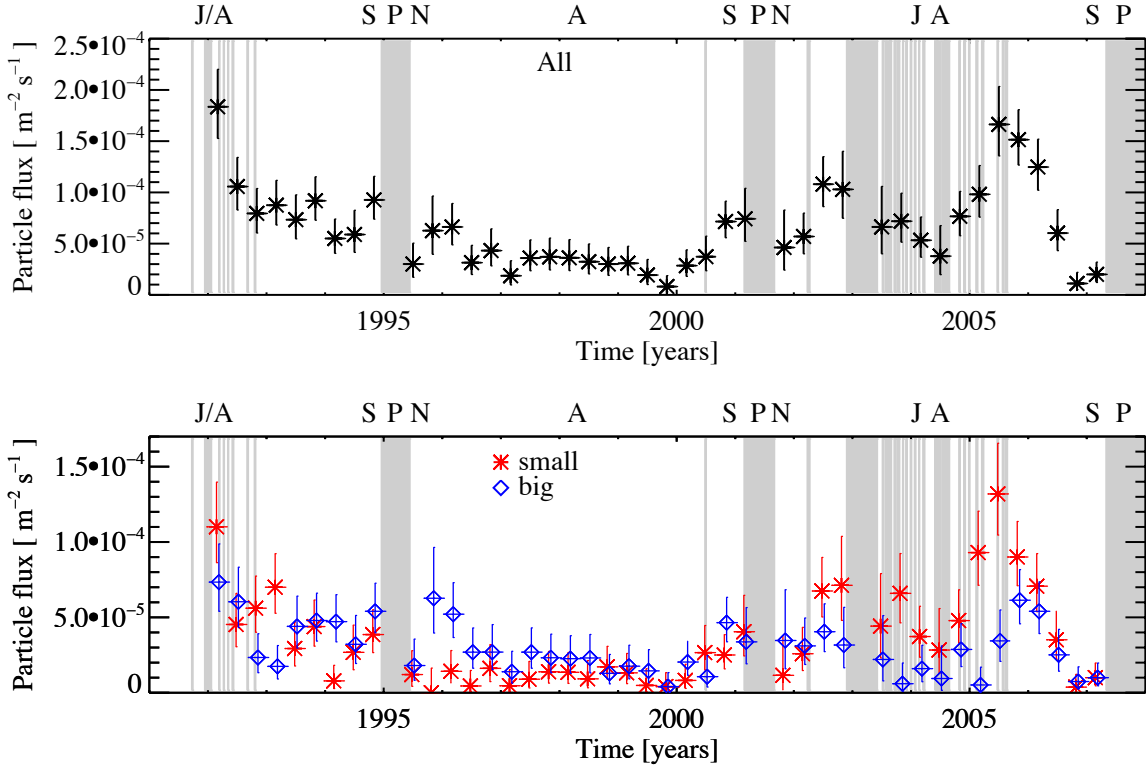 J/A S P N A S P N J A S P
All
2.5•10⁻⁴
2.0•10⁻⁴
1.5•10⁻⁴
1.0•10⁻⁴
5.0•10⁻⁵
0
Particle flux [ m⁻² s⁻¹ ]
1995 2000 2005
Time [years]
J/A S P N A S P N J A S P
small
big
1.5•10⁻⁴
1.0•10⁻⁴
5.0•10⁻⁵
0
Particle flux [ m⁻² s⁻¹ ]
1995 2000 2005
Time [years]